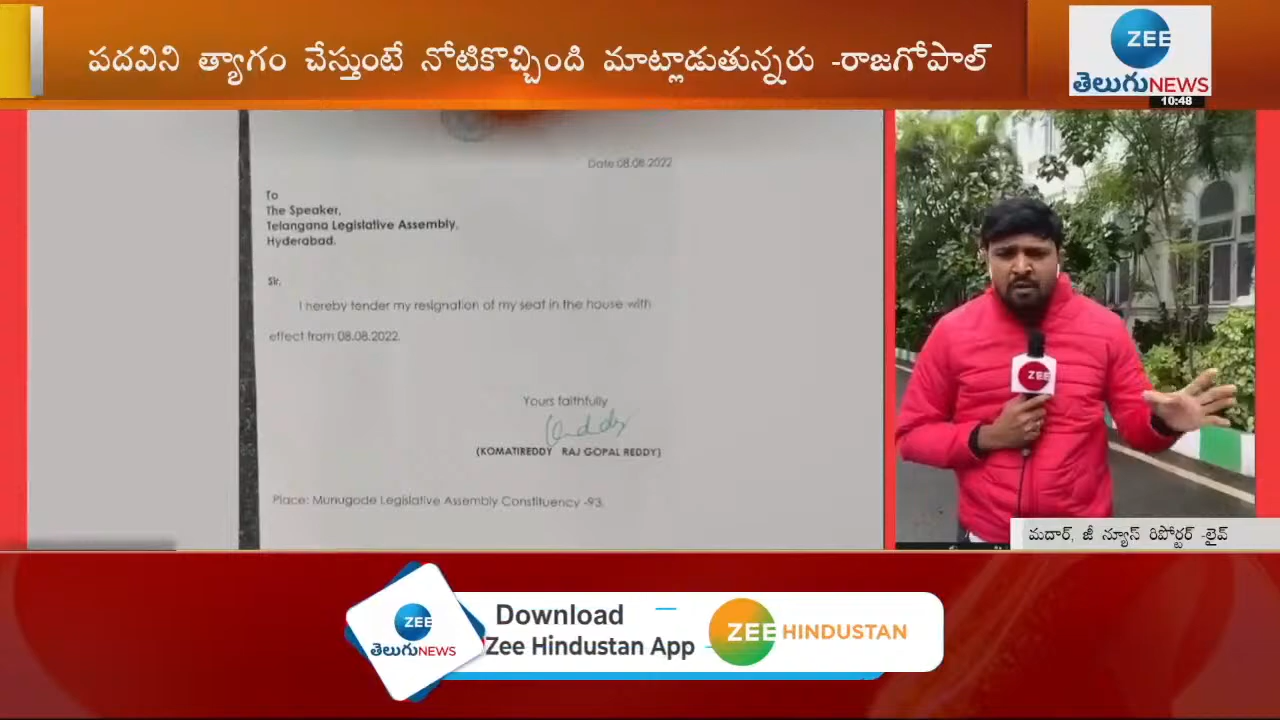 పదవిని త్యాగం చేస్తుంటే నోటికొచ్చింది మాట్లాడుతున్నరు -రాజగోపాల్
ZEE
తెలుగు NEWS
10:48
Date 08.08.2022
To
The Speaker,
Telangana Legislative Assembly,
Hyderabad.
Sir,
I hereby tender my resignation of my seat in the house with
effect from 08.08.2022.
Yours faithfully
(KOMATIREDDY RAJ GOPAL REDDY)
Place: Munugode Legislative Assembly Constituency -93.
ZEE
మదార్, జీ న్యూస్ రిపోర్టర్ -లైవ్
ZEE
తెలుగు NEWS
Download
Zee Hindustan App
ZEE HINDUSTAN